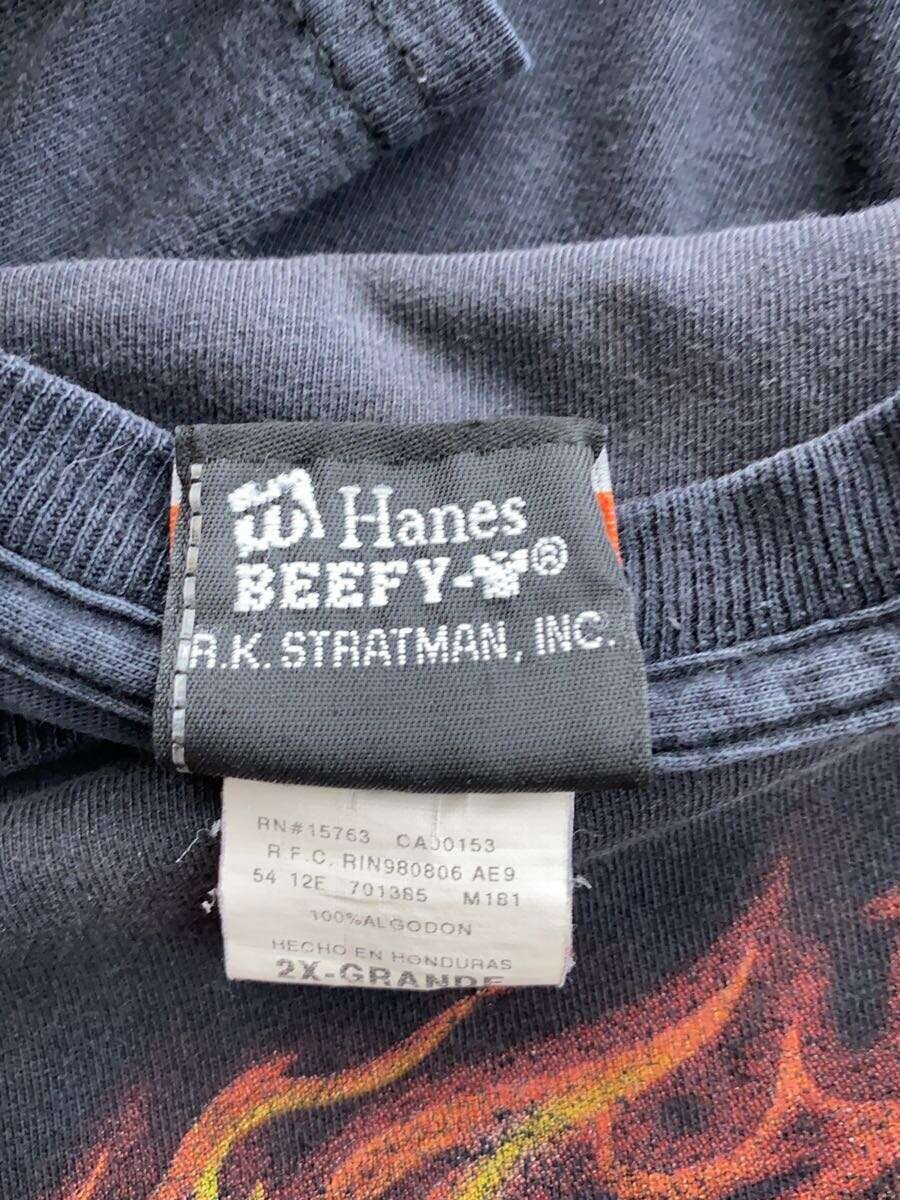 Hanes
BEEFY-T®
R.K. STRATMAN, INC.
RN#15763 CA00153
R.F.C. RIN980806 AE9
54 12E 701385 M181
100%ALGODON
HECHO EN HONDURAS
2X-GRANDE